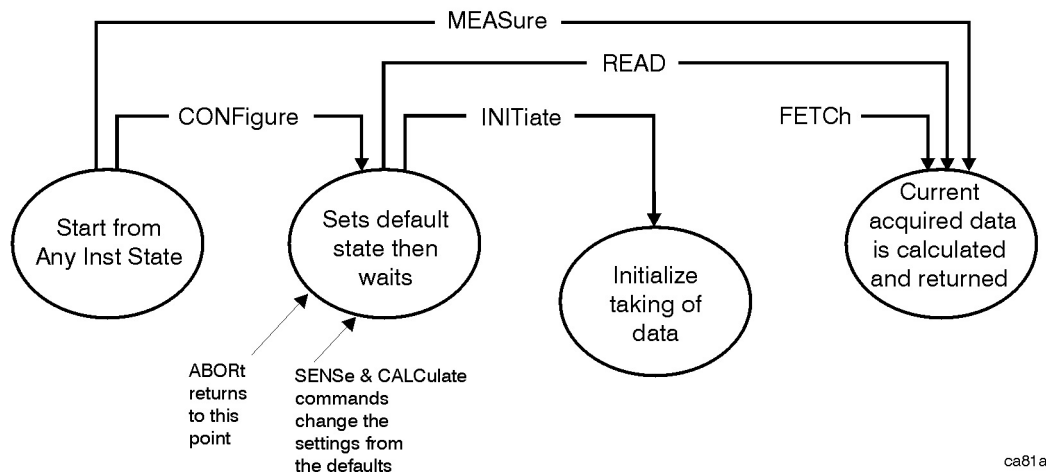 MEASure
READ
CONFigure
INITiate
FETCh
Start from
Any Inst State
Sets default
state then
waits
Initialize
taking of
data
Current
acquired data
is calculated
and returned
ABORt
returns
to this
point
SENSe & CALCulate
commands
change the
settings from
the defaults
ca81a